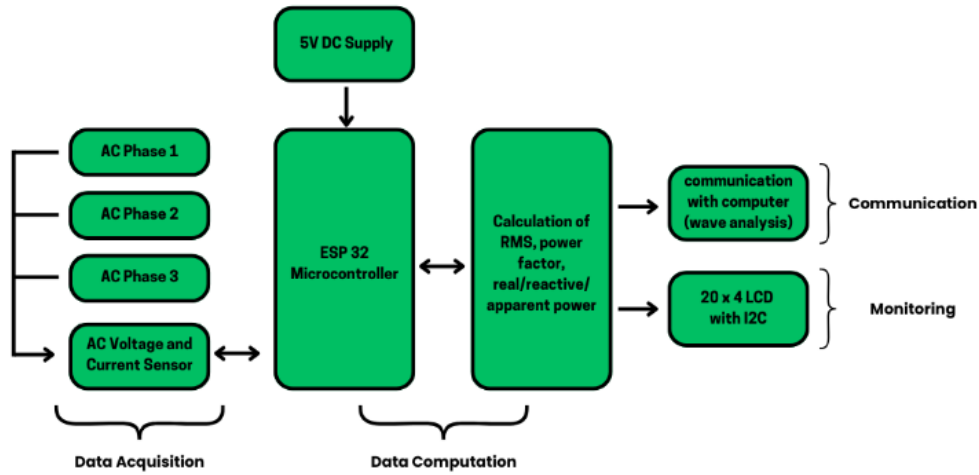 5V DC Supply
AC Phase 1
AC Phase 2
AC Phase 3
AC Voltage and
Current Sensor
ESP 32
Microcontroller
Calculation of
RMS, power
factor,
real/reactive/
apparent power
communication
with computer
(wave analysis)
Communication
20 x 4 LCD
with I2C
Monitoring
Data Acquisition
Data Computation